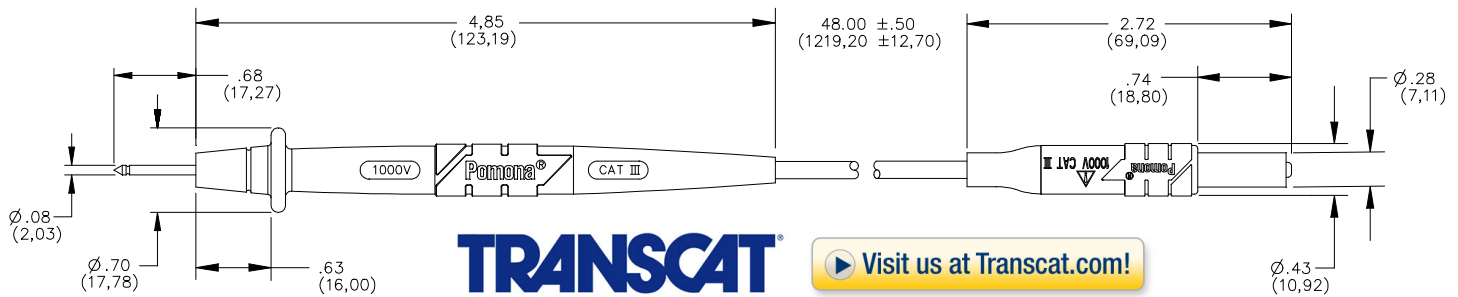 4,85
(123,19)
48.00 ±.50
(1219,20 ±12,70)
2.72
(69,09)
.68
(17,27)
.74
(18,80)
Ø.28
(7,11)
1000V
Pomona®
CAT III
1000V CAT III
Pomona®
Ø.08
(2,03)
Ø.70
(17,78)
.63
(16,00)
TRANSCAT®
Visit us at Transcat.com!
Ø.43
(10,92)